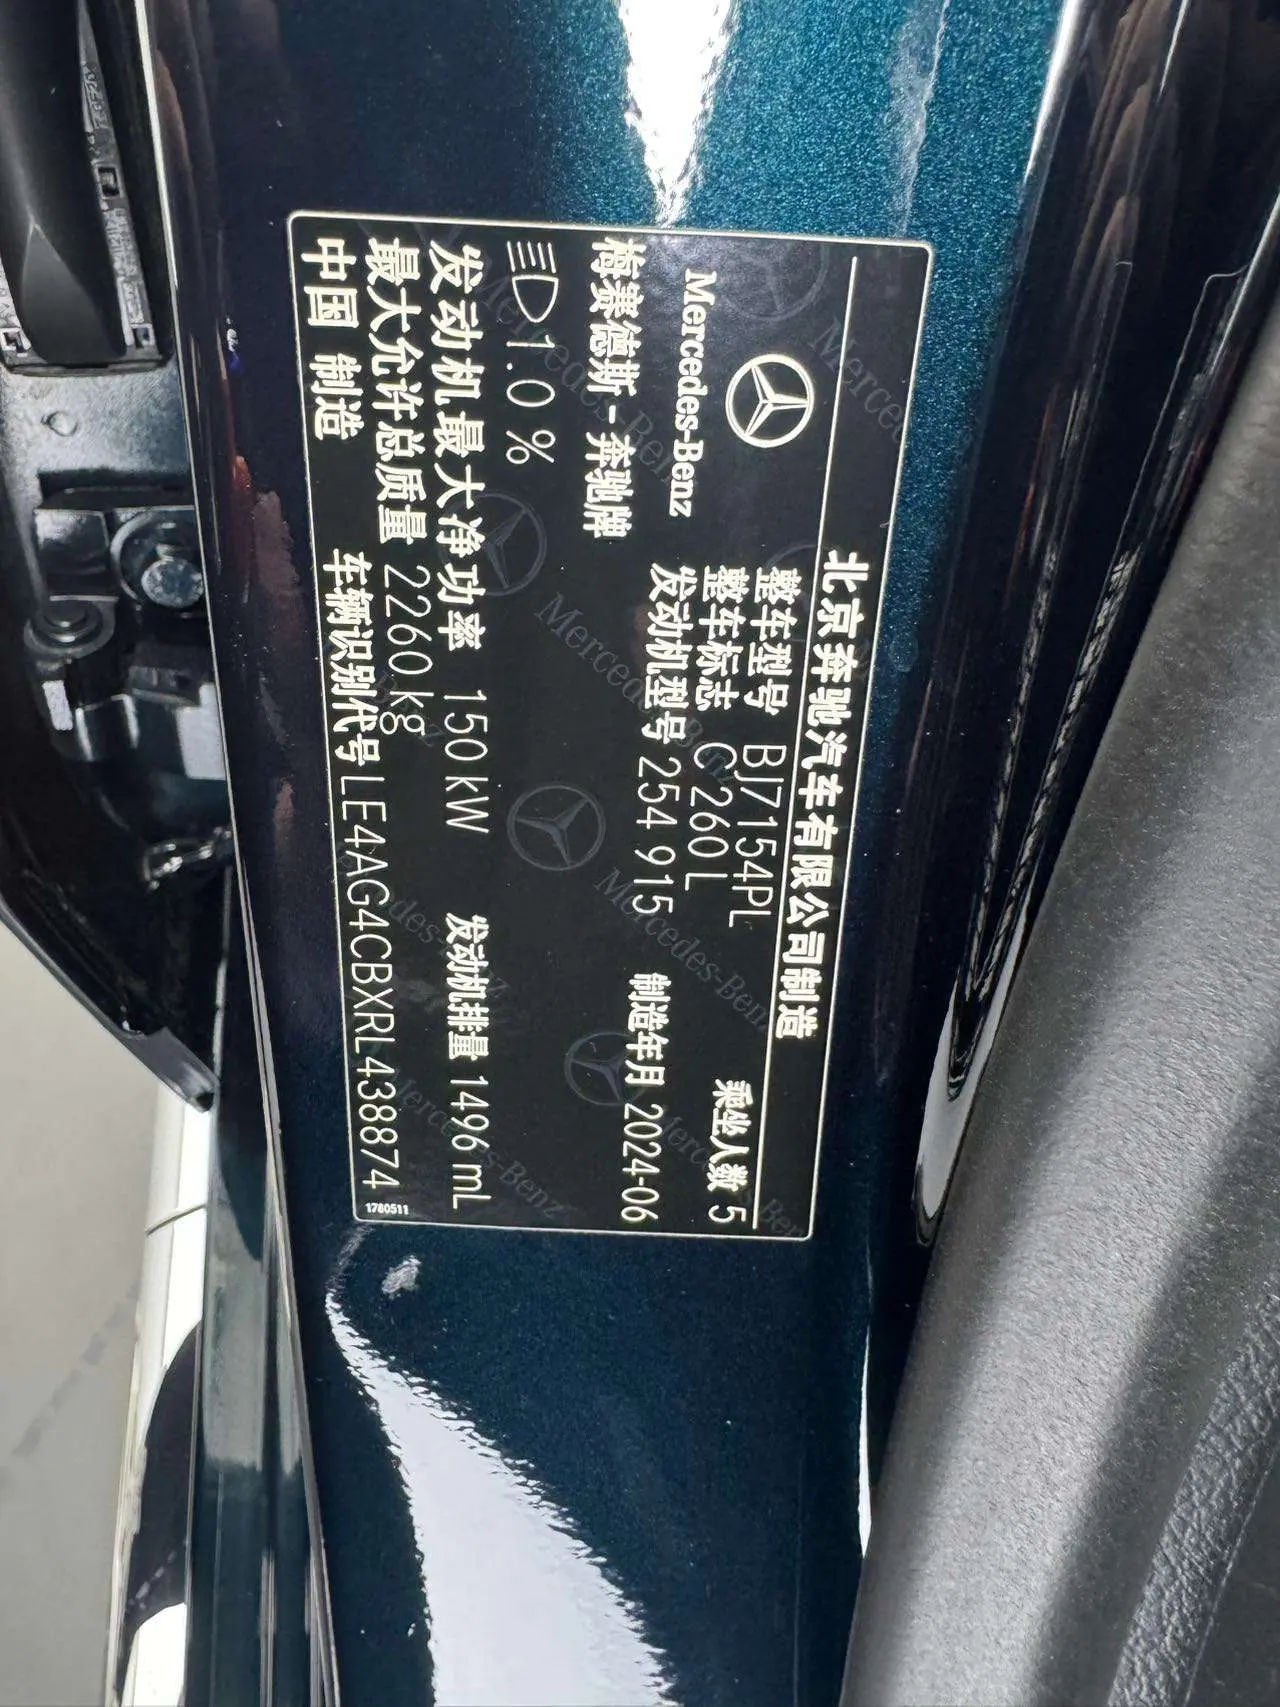 北京奔驰汽车有限公司制造
Mercedes-Benz
梅赛德斯-奔驰牌
整车型号 BJ7154PL
整车标志 C 260 L
乘坐人数 5
发动机型号 254 915
制造年月 2024-06
1.0 %
发动机最大净功率 150 kW
发动机排量 1496 mL
最大允许总质量 2260 kg
中国 制造
车辆识别代号 LE4AG4CBXRL438874
1780511